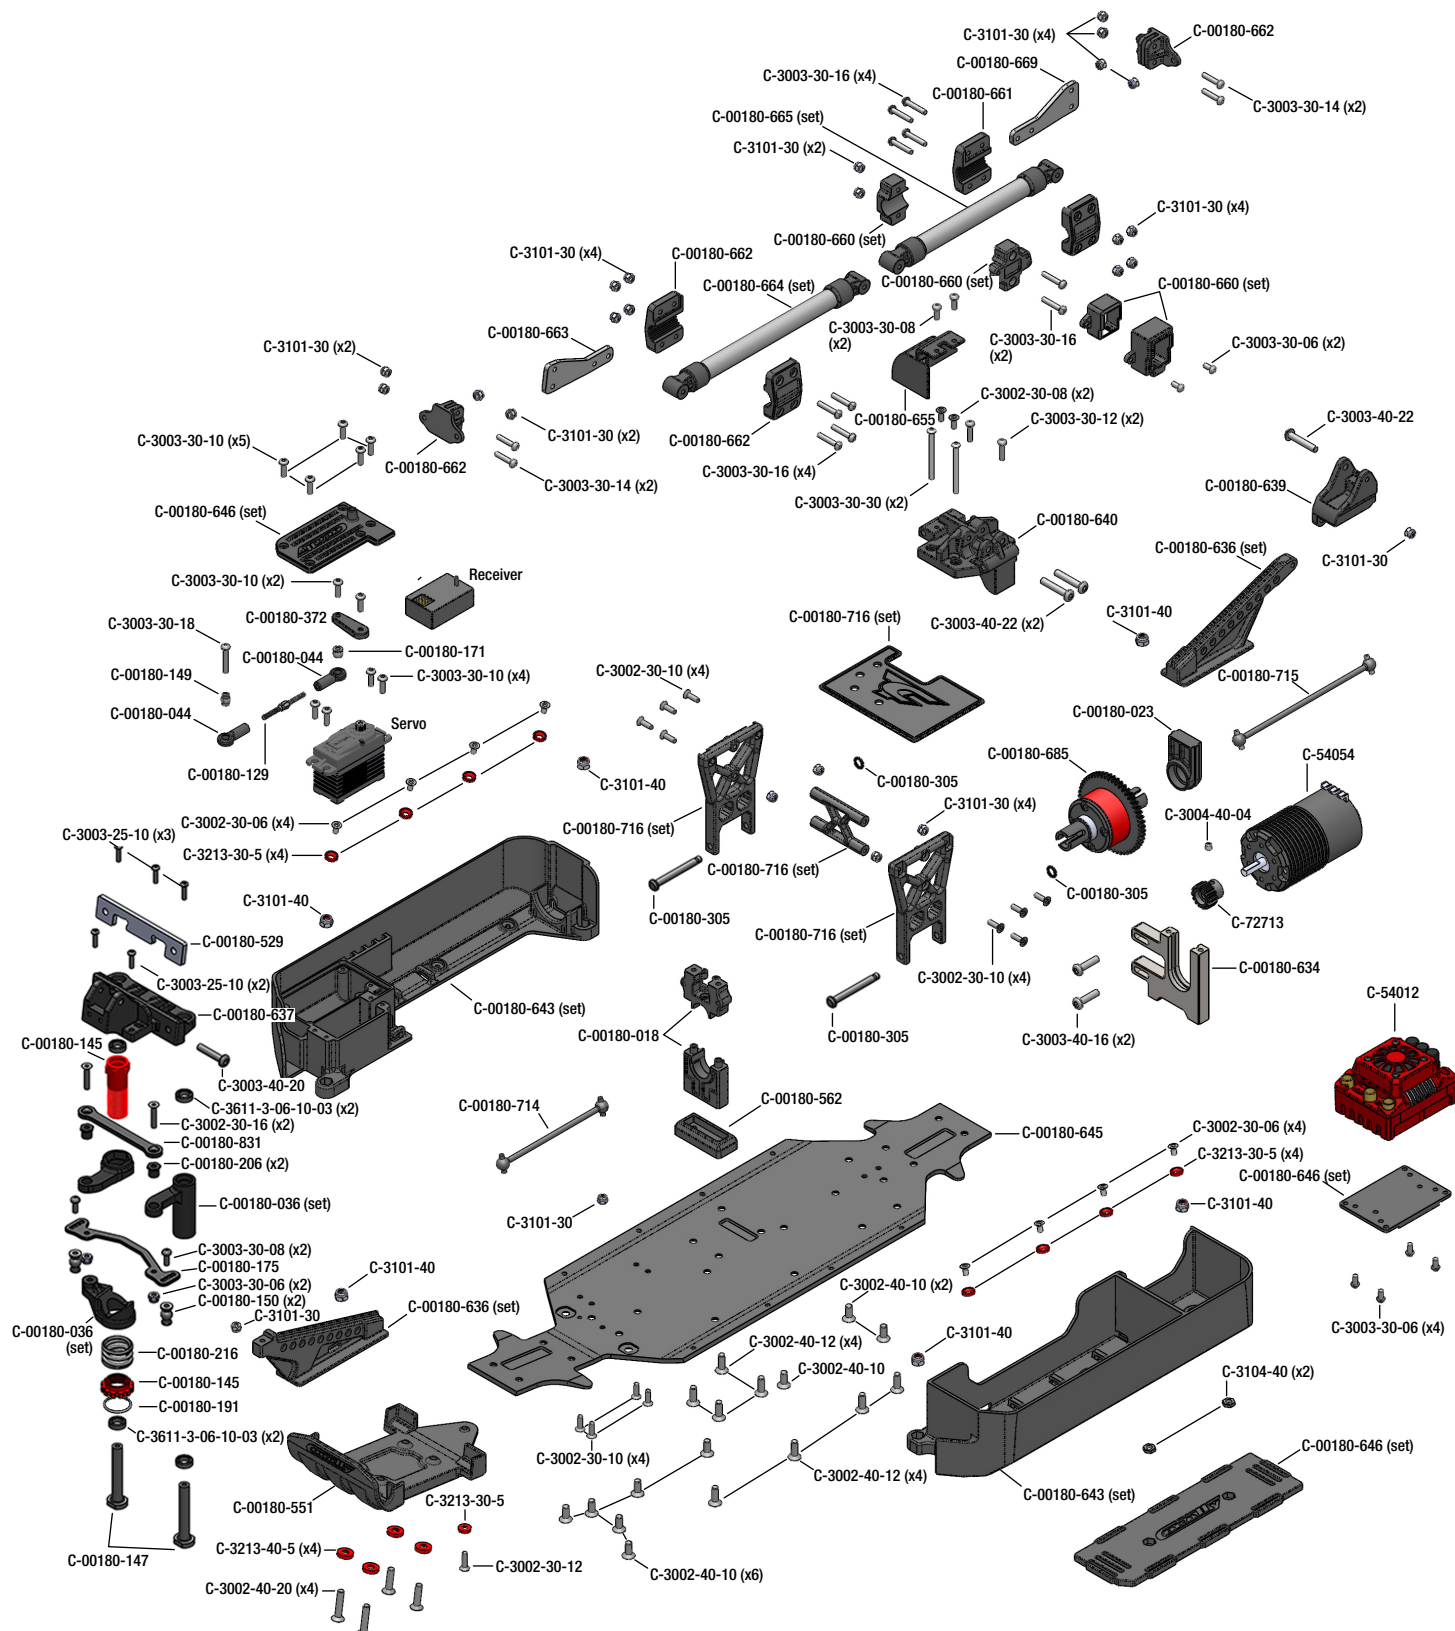 C-3101-30 (x4)
C-00180-662
C-00180-669
C-3003-30-16 (x4)
C-00180-661
C-3003-30-14 (x2)
C-00180-665 (set)
C-3101-30 (x2)
C-3101-30 (x4)
C-00180-660 (set)
C-3101-30 (x4)
C-00180-662
C-00180-664 (set)
C-00180-660 (set)
C-00180-660 (set)
C-00180-663
C-3003-30-08
(x2)
C-3003-30-16
(x2)
C-3003-30-06 (x2)
C-3101-30 (x2)
C-3002-30-08 (x2)
C-00180-655
C-3003-40-22
C-3003-30-12 (x2)
C-3101-30 (x2)
C-00180-662
C-3003-30-10 (x5)
C-00180-662
C-3003-30-16 (x4)
C-3003-30-14 (x2)
C-3003-30-30 (x2)
C-00180-639
C-00180-646 (set)
C-00180-640
C-00180-636 (set)
C-3101-30
C-3003-30-10 (x2)
Receiver
C-3101-40
C-00180-372
C-00180-716 (set)
C-3003-40-22 (x2)
C-3003-30-18
C-00180-044
C-00180-171
C-00180-149
C-3003-30-10 (x4)
C-3002-30-10 (x4)
C-00180-715
C-00180-044
Servo
C-00180-023
C-00180-129
C-3101-40
C-00180-305
C-00180-685
C-54054
C-3002-30-06 (x4)
C-3101-30 (x4)
C-3004-40-04
C-3003-25-10 (x3)
C-3213-30-5 (x4)
C-00180-716 (set)
C-00180-716 (set)
C-00180-305
C-3101-40
C-00180-305
C-72713
C-00180-529
C-00180-716 (set)
C-3002-30-10 (x4)
C-00180-634
C-3003-25-10 (x2)
C-00180-643 (set)
C-00180-637
C-54012
C-00180-145
C-00180-018
C-00180-305
C-3003-40-16 (x2)
C-3003-40-20
C-3611-3-06-10-03 (x2)
C-00180-714
C-00180-562
C-3002-30-16 (x2)
C-00180-831
C-00180-645
C-3002-30-06 (x4)
C-00180-206 (x2)
C-3213-30-5 (x4)
C-00180-646 (set)
C-00180-036 (set)
C-3101-40
C-3101-30
C-3003-30-08 (x2)
C-00180-175
C-3101-40
C-3003-30-06 (x2)
C-3002-40-10 (x2)
C-00180-150 (x2)
C-3101-30
C-00180-636 (set)
C-3003-30-06 (x4)
C-00180-036
(set)
C-3002-40-12 (x4)
C-3101-40
C-00180-216
C-3002-40-10
C-3104-40 (x2)
C-00180-145
C-00180-191
C-3611-3-06-10-03 (x2)
C-3002-30-10 (x4)
C-3002-40-12 (x4)
C-00180-646 (set)
C-00180-643 (set)
C-00180-551
C-3213-30-5
C-3213-40-5 (x4)
C-00180-147
C-3002-30-12
C-3002-40-10 (x6)
C-3002-40-20 (x4)